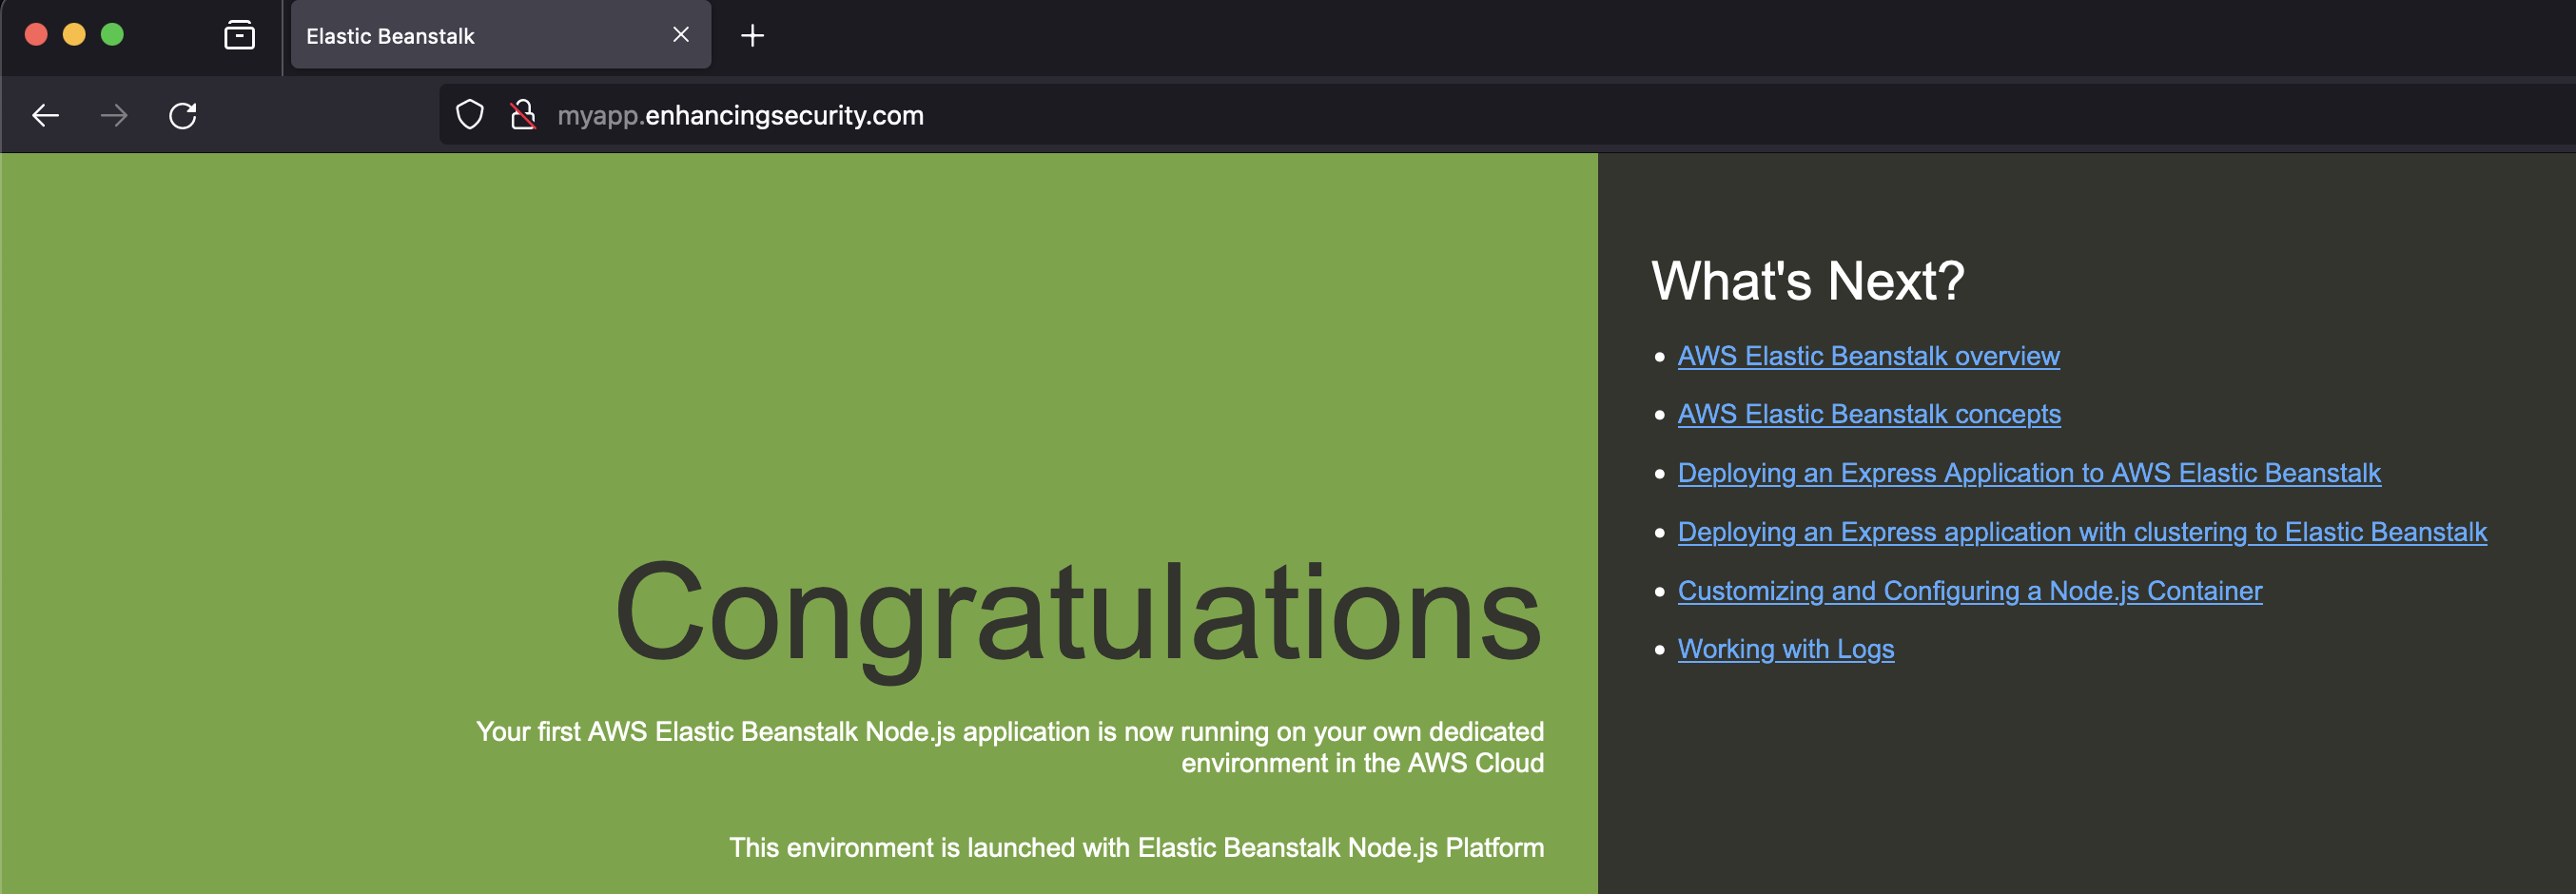 Elastic Beanstalk
myapp.enhancingsecurity.com
Congratulations
Your first AWS Elastic Beanstalk Node.js application is now running on your own dedicated
environment in the AWS Cloud
This environment is launched with Elastic Beanstalk Node.js Platform
What's Next?
AWS Elastic Beanstalk overview
AWS Elastic Beanstalk concepts
Deploying an Express Application to AWS Elastic Beanstalk
Deploying an Express application with clustering to Elastic Beanstalk
Customizing and Configuring a Node.js Container
Working with Logs